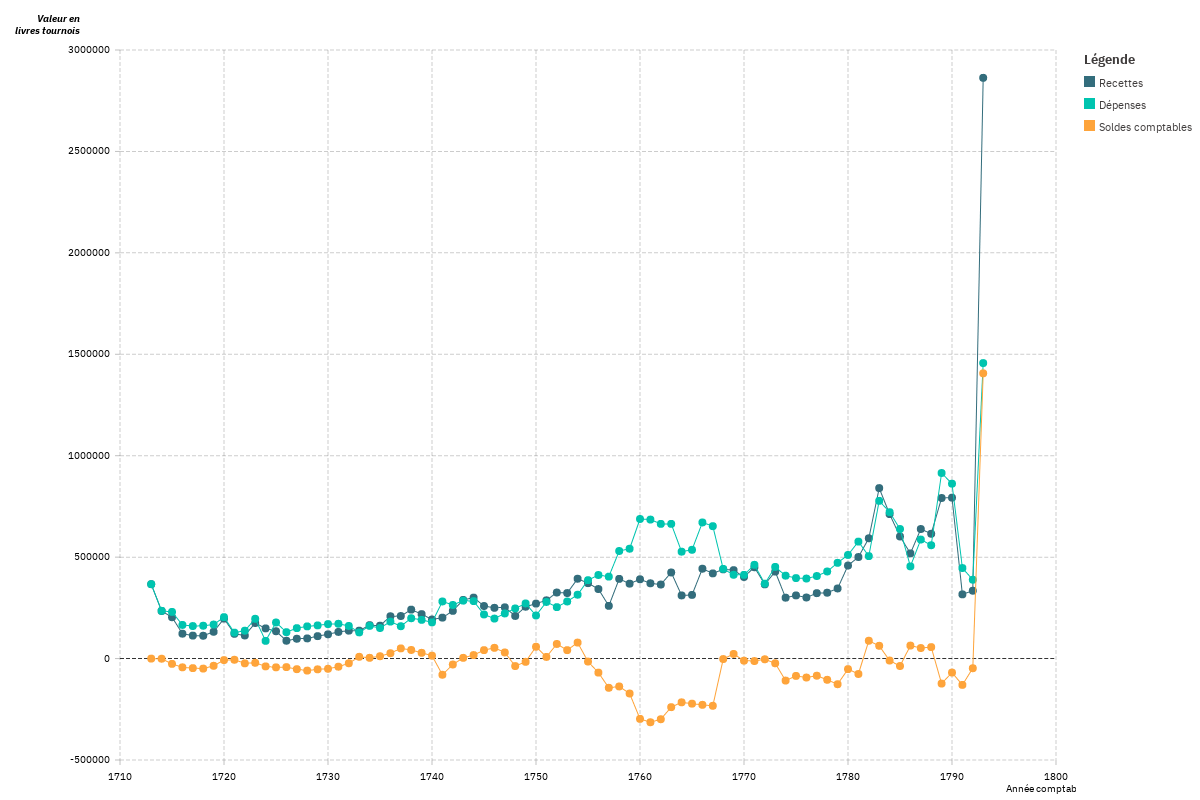 Valeur en
livres tournois
3000000
2500000
2000000
1500000
1000000
500000
0
-500000
1710 1720 1730 1740 1750 1760 1770 1780 1790 1800
Année comptab
Légende
Recettes
Dépenses
Soldes comptables